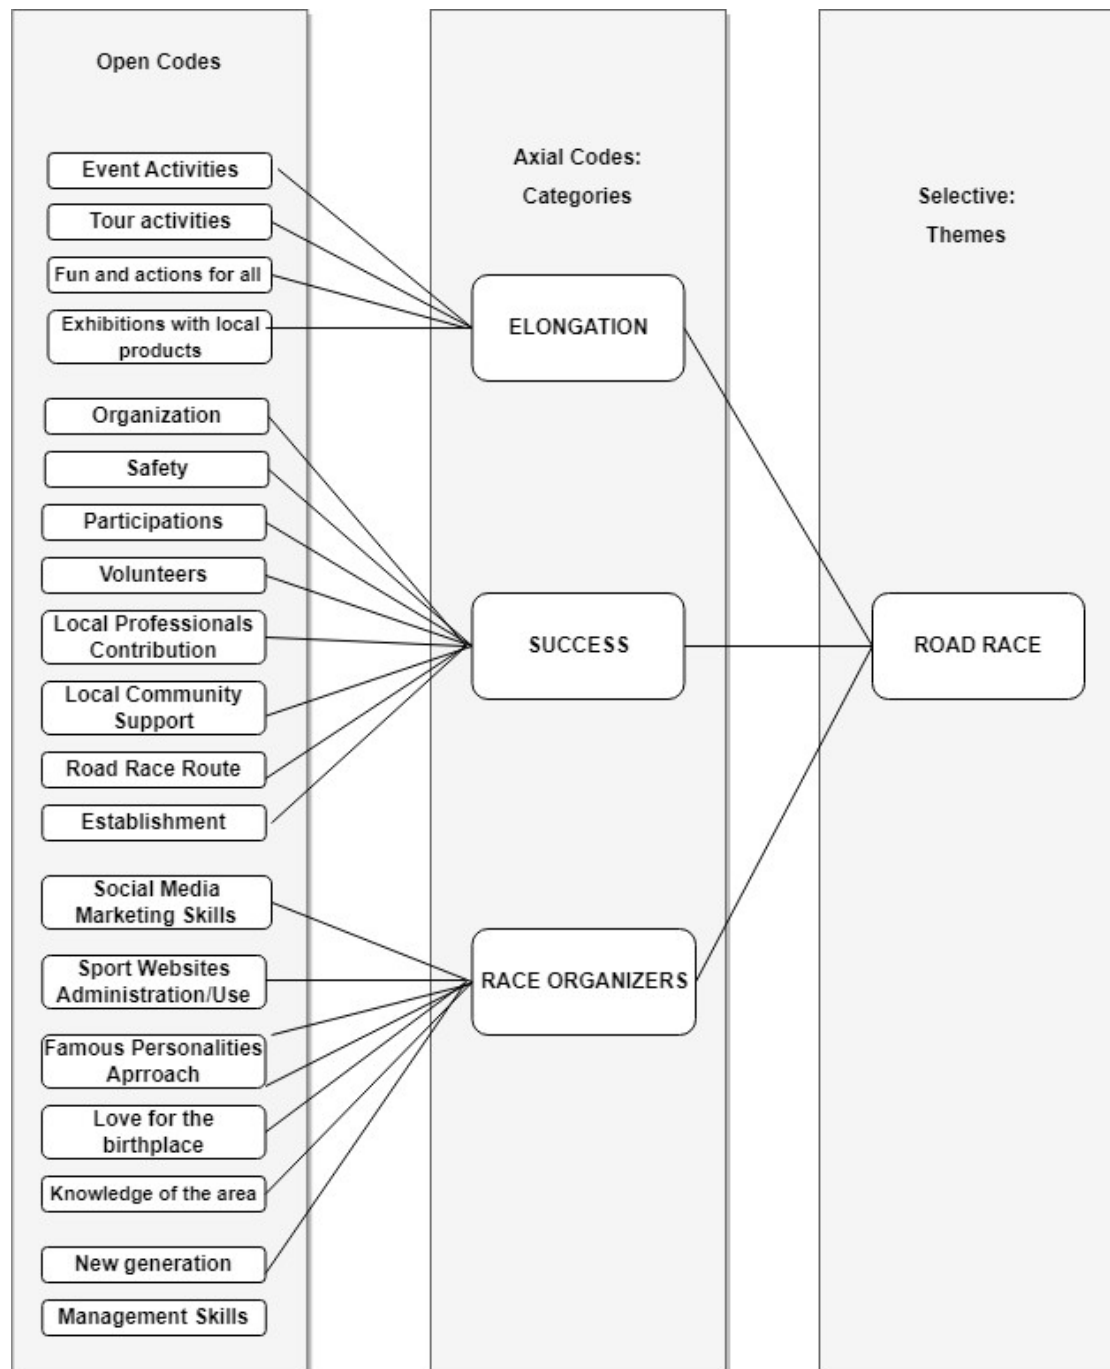 Open Codes
Event Activities
Tour activities
Fun and actions for all
Exhibitions with local
products
Organization
Safety
Participations
Volunteers
Local Professionals
Contribution
Local Community
Support
Road Race Route
Establishment
Social Media
Marketing Skills
Sport Websites
Administration/Use
Famous Personalities
Aprroach
Love for the
birthplace
Knowledge of the area
New generation
Management Skills
Axial Codes:
Categories
ELONGATION
SUCCESS
RACE ORGANIZERS
Selective:
Themes
ROAD RACE